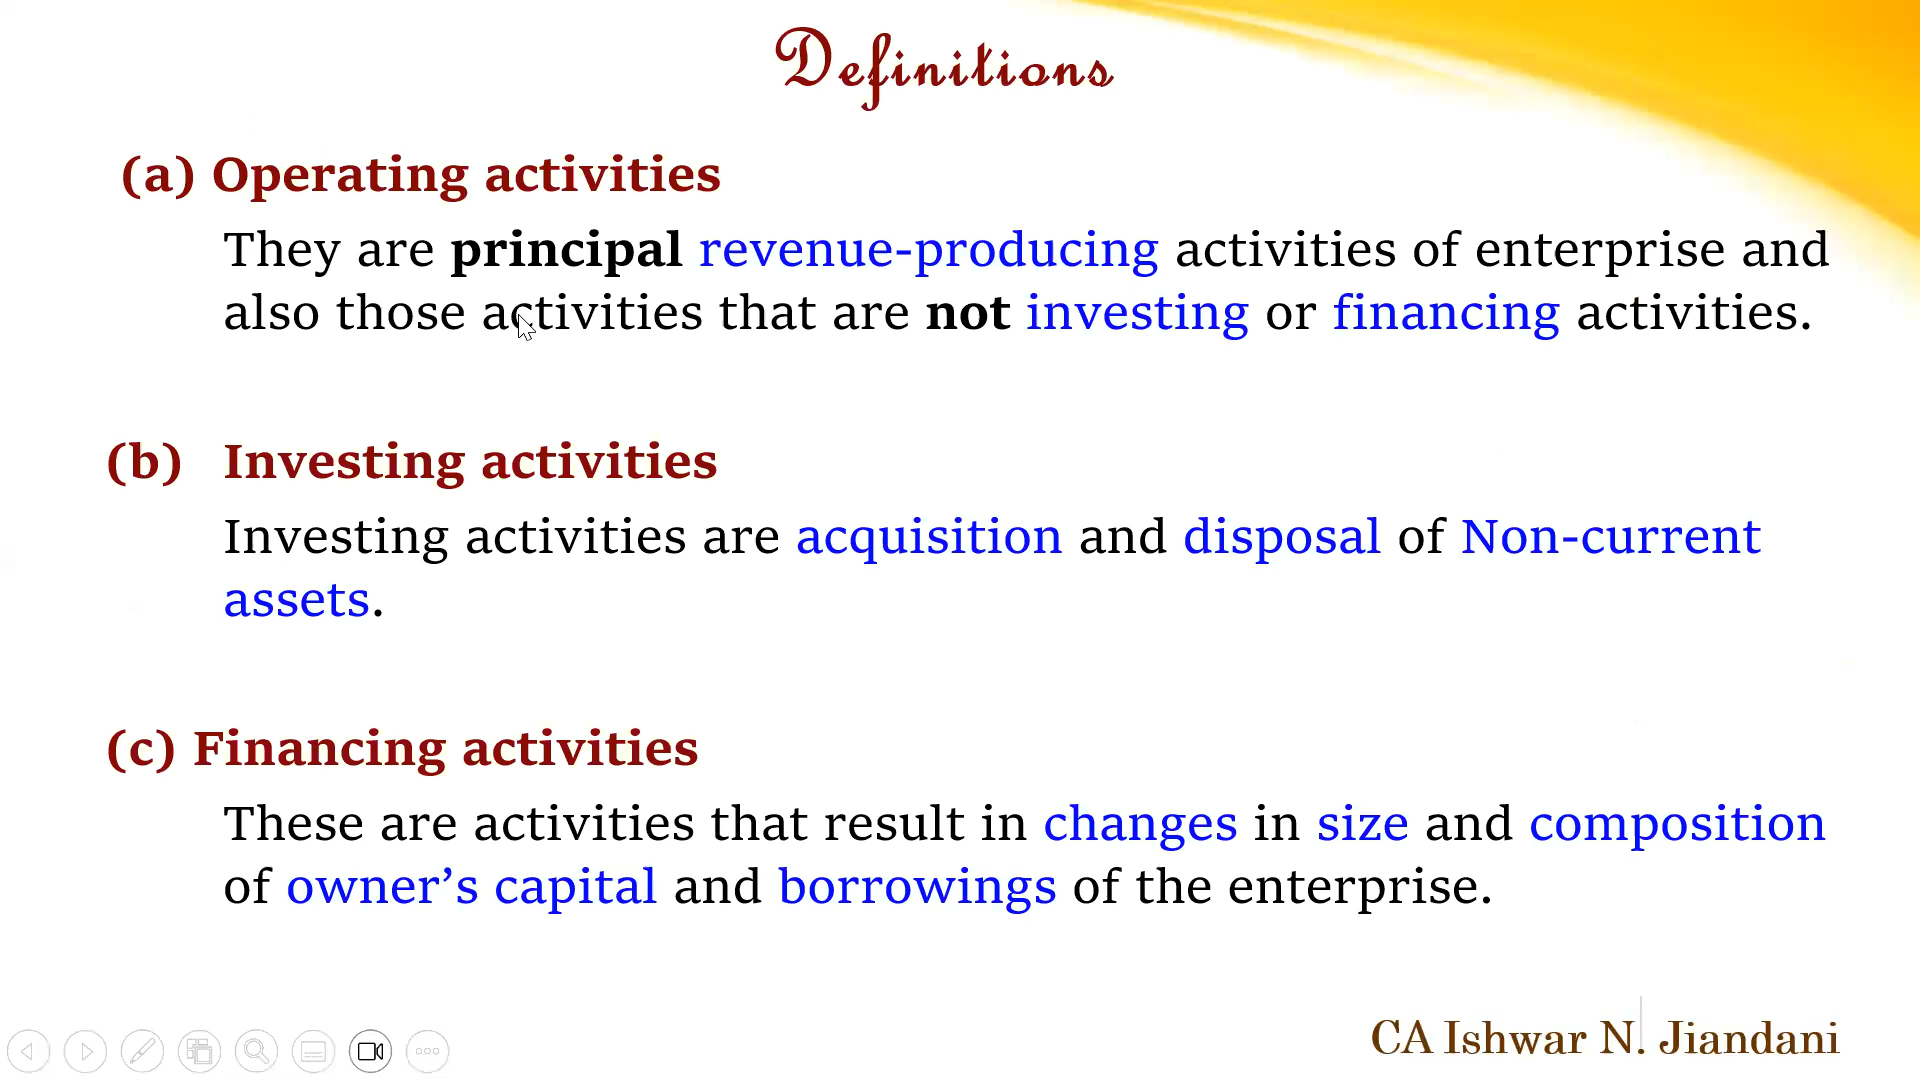 Definitions
(a) Operating activities
They are principal revenue-producing activities of enterprise and
also those activities that are not investing or financing activities.
(b) Investing activities
Investing activities are acquisition and disposal of Non-current
assets.
(c) Financing activities
These are activities that result in changes in size and composition
of owner’s capital and borrowings of the enterprise.
CA Ishwar N. Jiandani